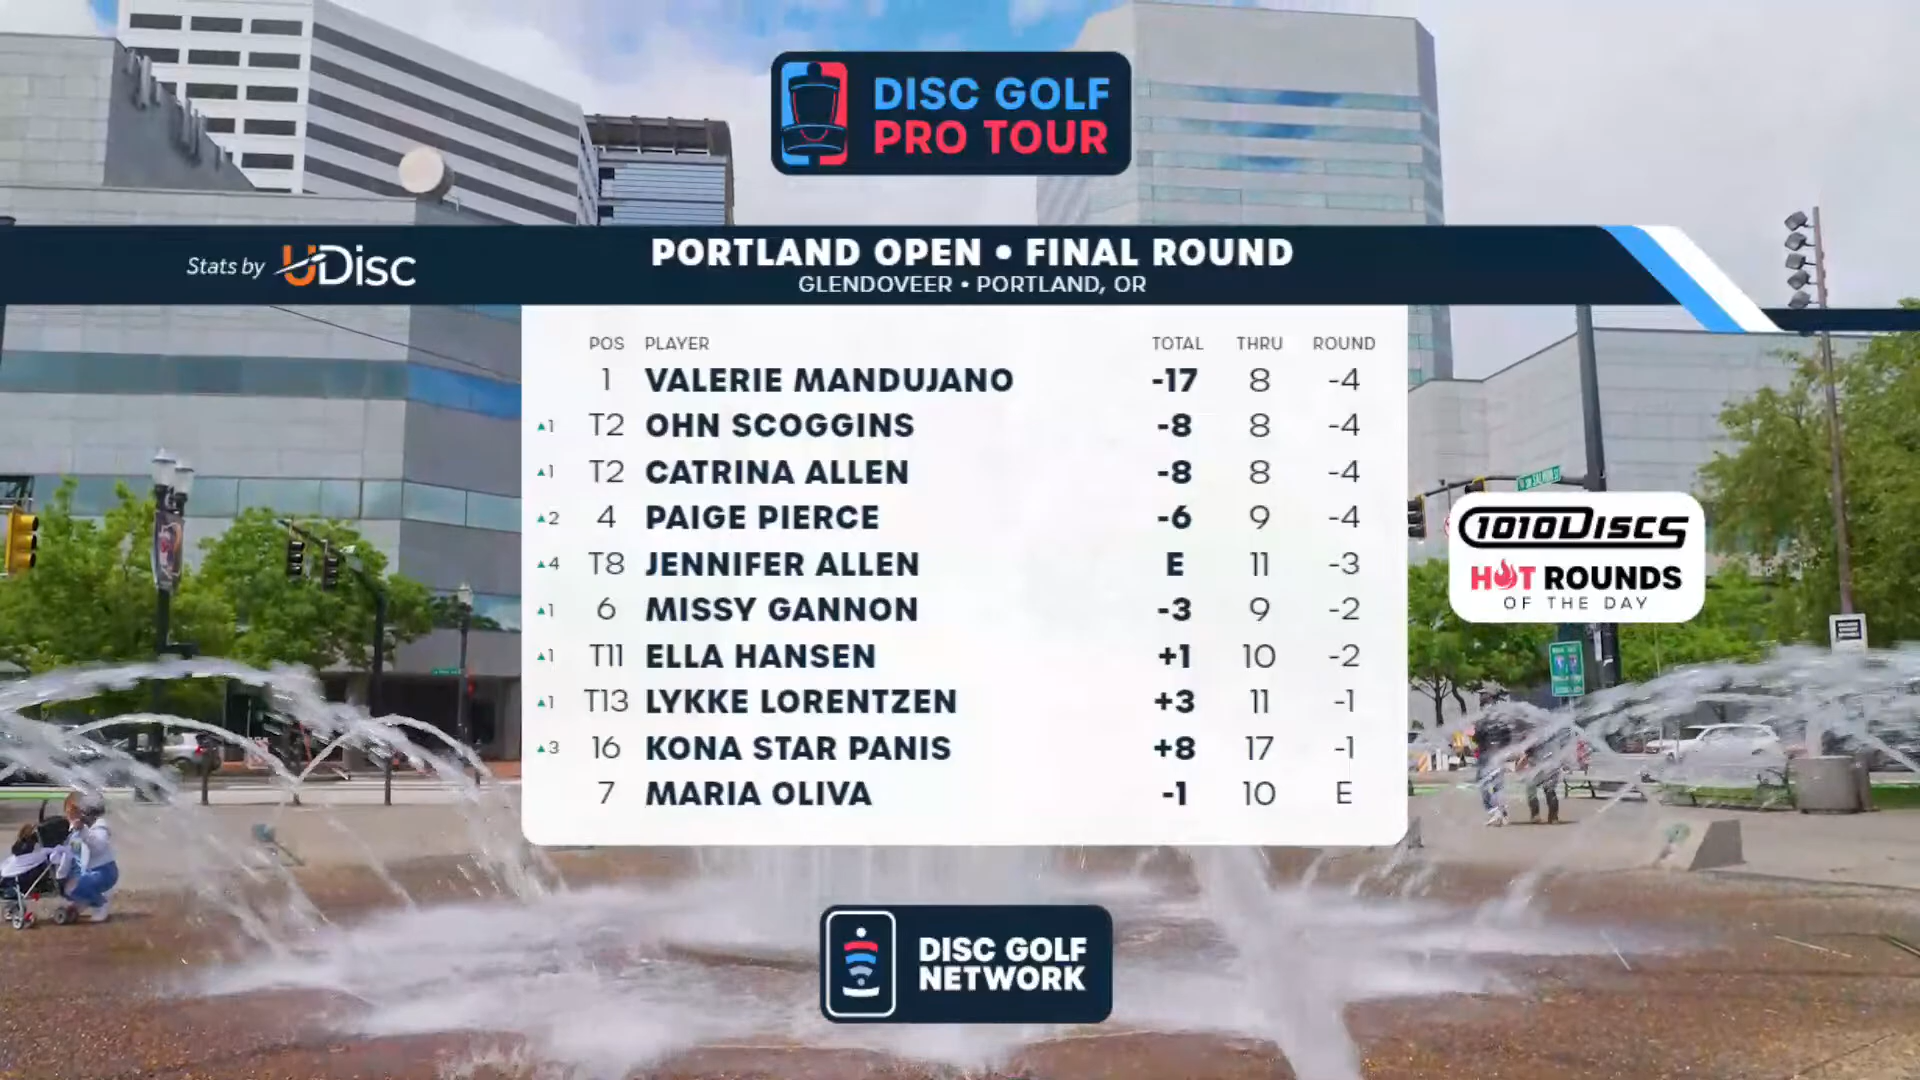 DISC GOLF
PRO TOUR
Stats by UDisc
PORTLAND OPEN • FINAL ROUND
GLENDOVEER • PORTLAND, OR
POS PLAYER TOTAL THRU ROUND
1 VALERIE MANDUJANO -17 8 -4
▲1 T2 OHN SCOGGINS -8 8 -4
▲1 T2 CATRINA ALLEN -8 8 -4
▲2 4 PAIGE PIERCE -6 9 -4
▲4 T8 JENNIFER ALLEN E 11 -3
▲1 6 MISSY GANNON -3 9 -2
▲1 T11 ELLA HANSEN +1 10 -2
▲1 T13 LYKKE LORENTZEN +3 11 -1
▲3 16 KONA STAR PANIS +8 17 -1
7 MARIA OLIVA -1 10 E
1010DISCS
HOT ROUNDS
OF THE DAY
DISC GOLF
NETWORK